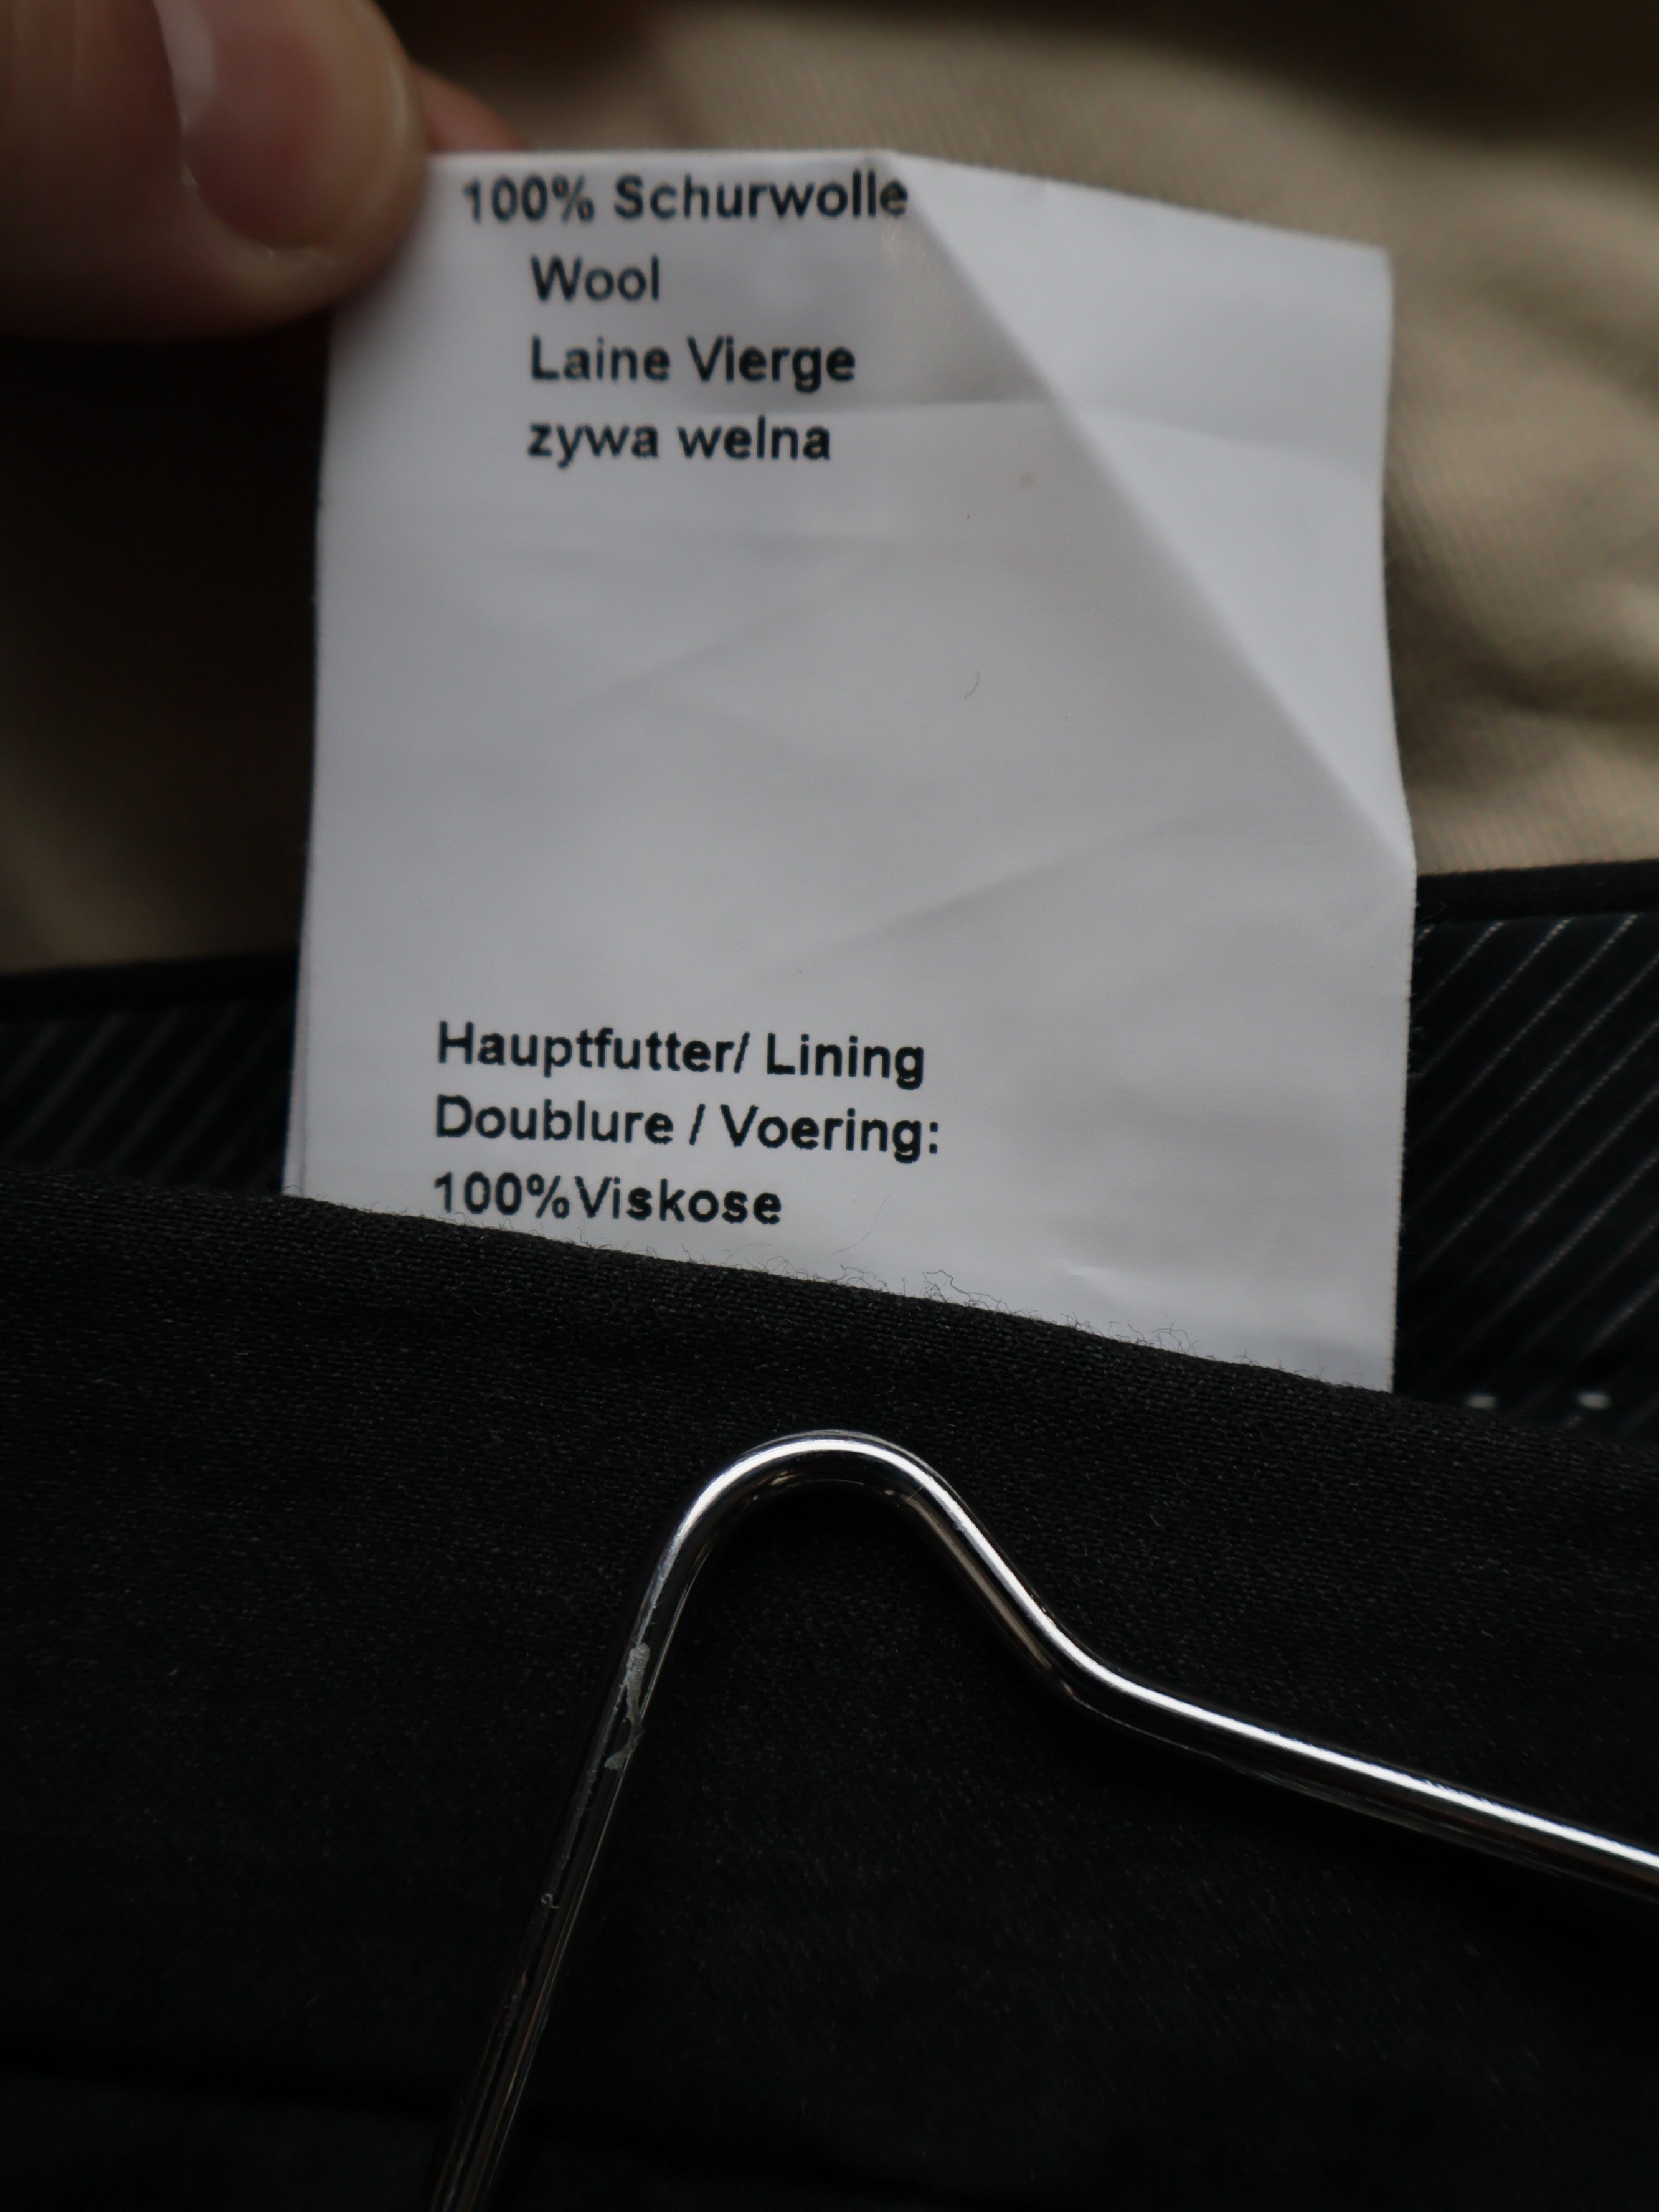 100% Schurwolle
Wool
Laine Vierge
zywa welna
Hauptfutter/ Lining
Doublure / Voering:
100%Viskose